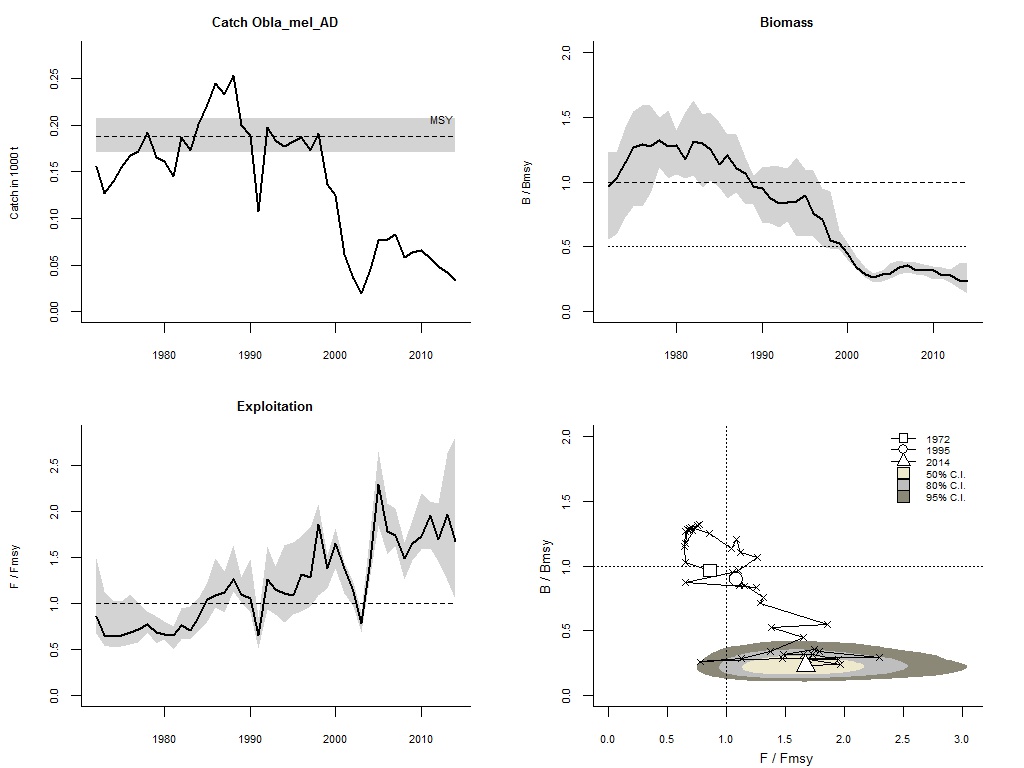 Catch Obla_mel_AD
Catch in 1000 t
0.00 0.05 0.10 0.15 0.20 0.25
MSY
1980 1990 2000 2010
Biomass
B / Bmsy
0.0 0.5 1.0 1.5 2.0
1980 1990 2000 2010
Exploitation
F / Fmsy
0.0 0.5 1.0 1.5 2.0 2.5
1980 1990 2000 2010
B / Bmsy
0.0 0.5 1.0 1.5 2.0
1972
1995
2014
50% C.I.
80% C.I.
95% C.I.
0.0 0.5 1.0 1.5 2.0 2.5 3.0
F / Fmsy